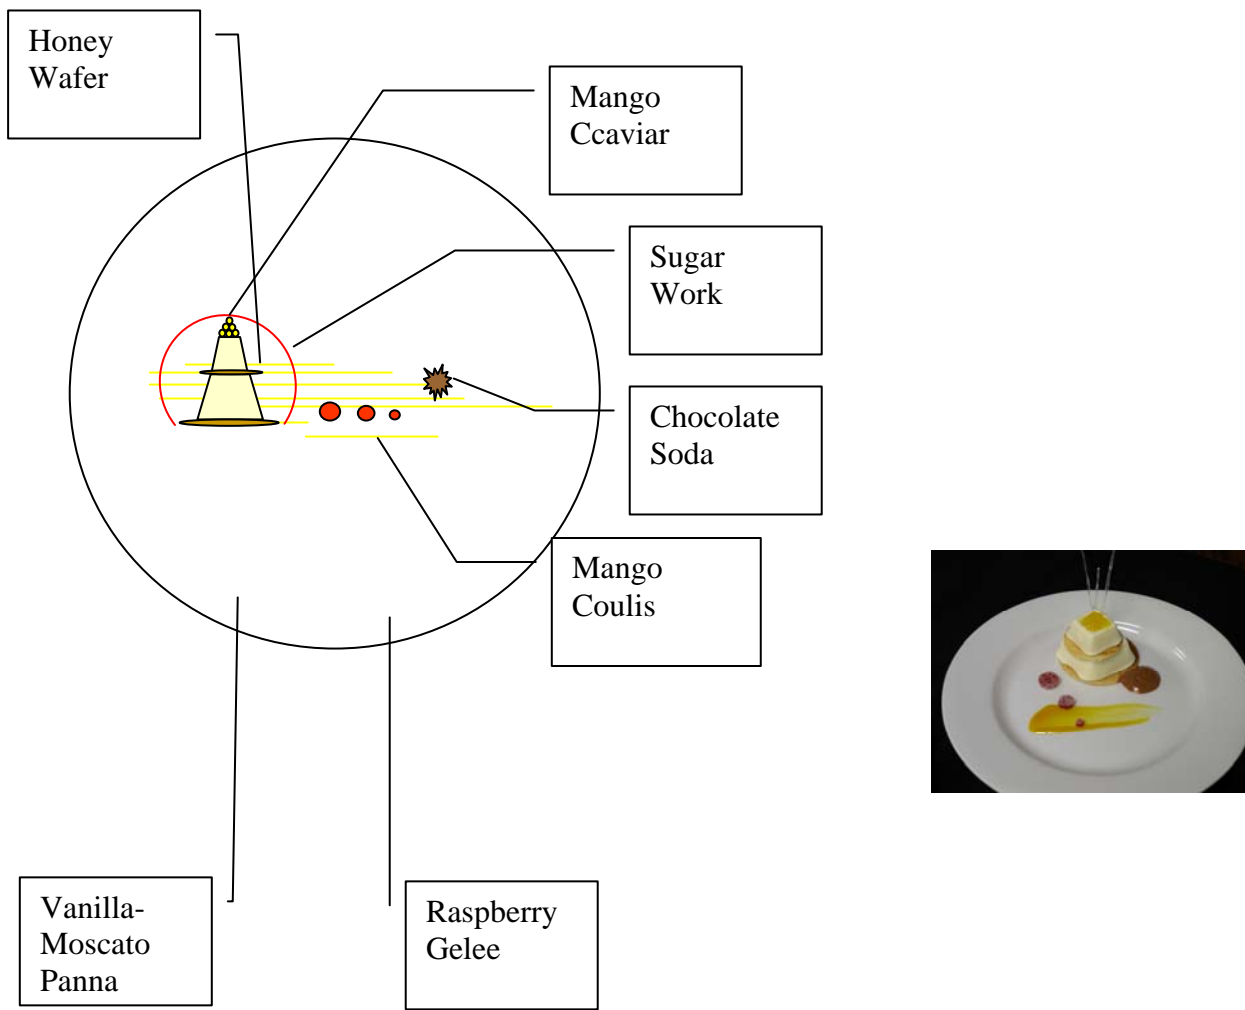 Honey
Wafer
Mango
Ccaviar
Sugar
Work
Chocolate
Soda
Mango
Coulis
Vanilla-
Moscato
Panna
Raspberry
Gelee